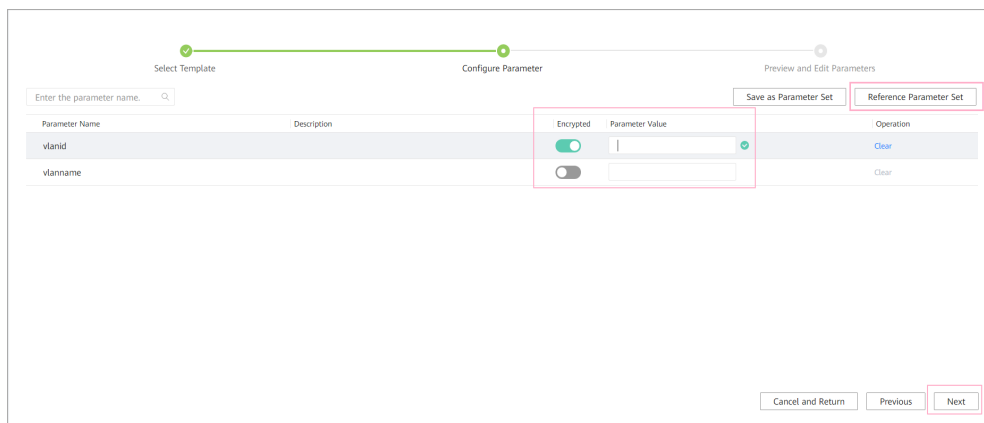 Select Template
Configure Parameter
Preview and Edit Parameters
Enter the parameter name.
Save as Parameter Set
Reference Parameter Set
Parameter Name
Description
Encrypted
Parameter Value
Operation
vlanid
Clear
vlanname
Clear
Cancel and Return
Previous
Next